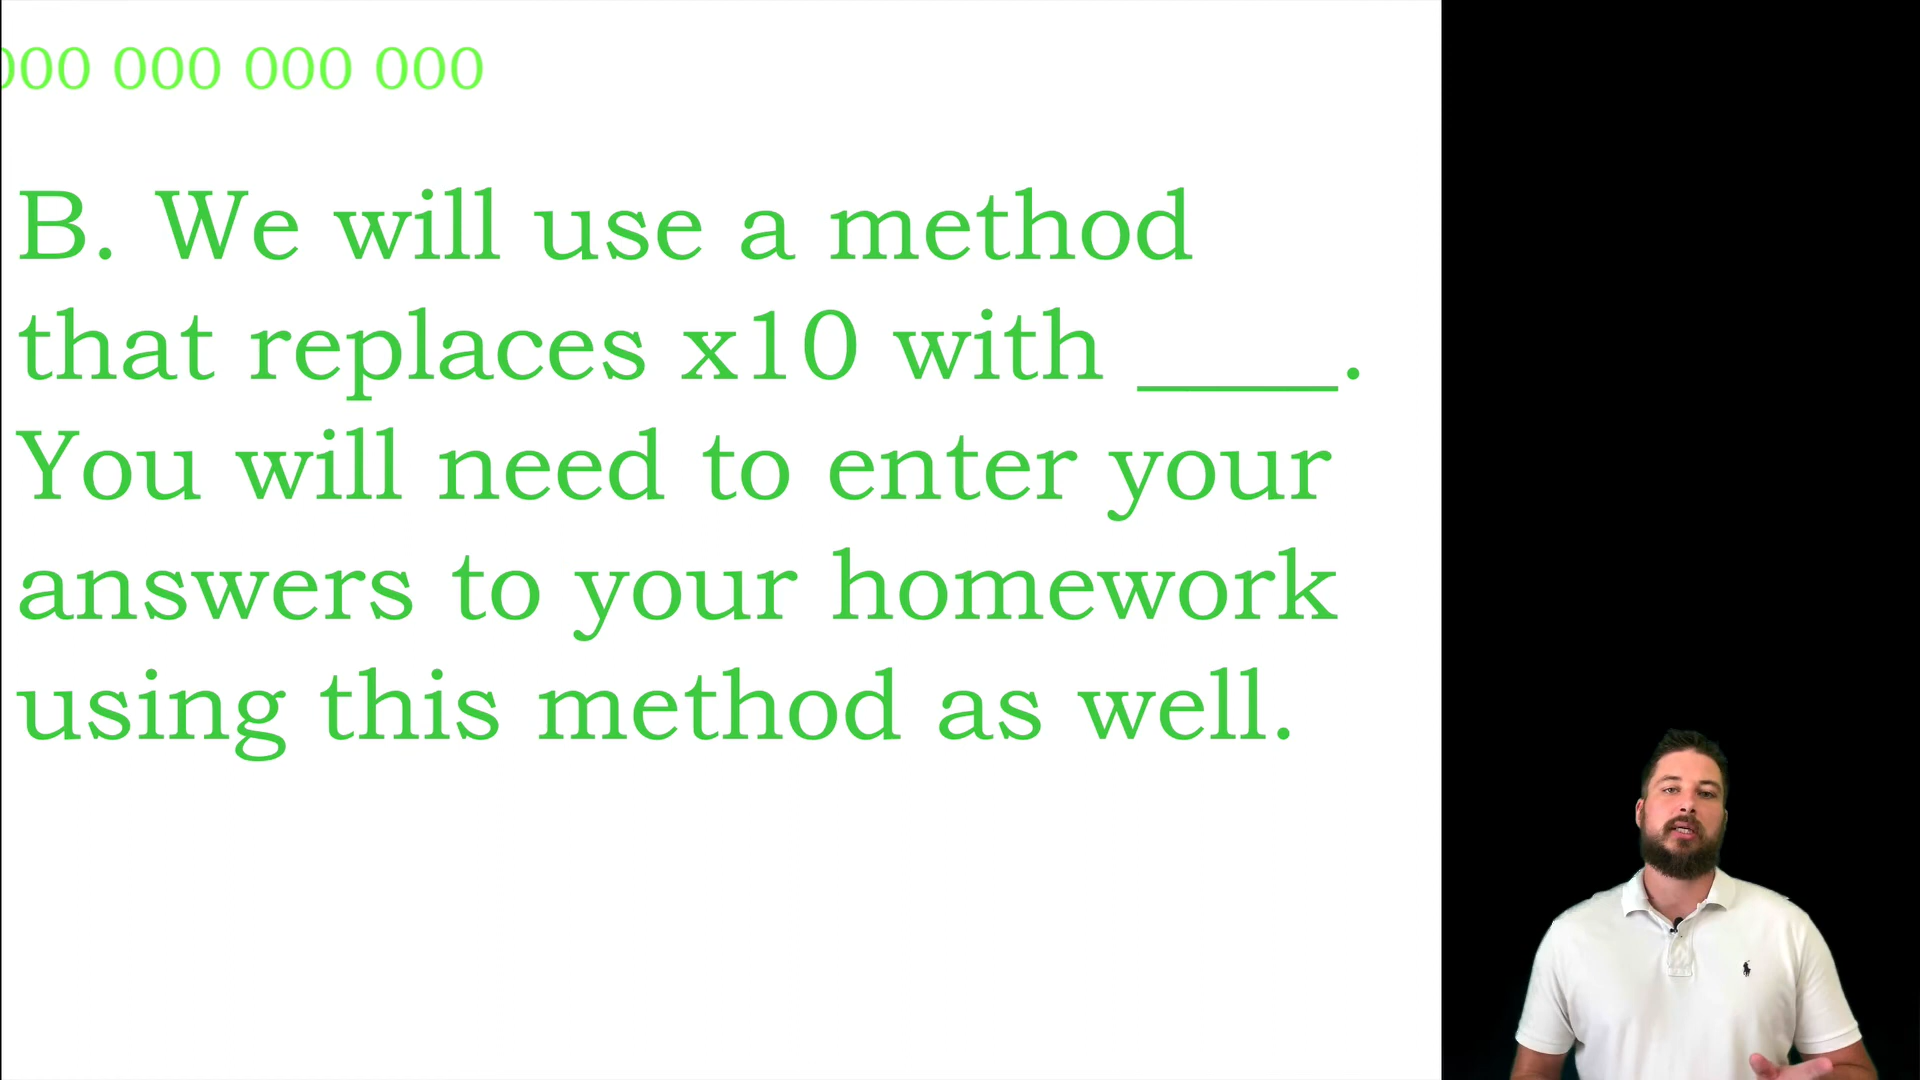 000 000 000 000
B. We will use a method
that replaces x10 with ____.
You will need to enter your
answers to your homework
using this method as well.